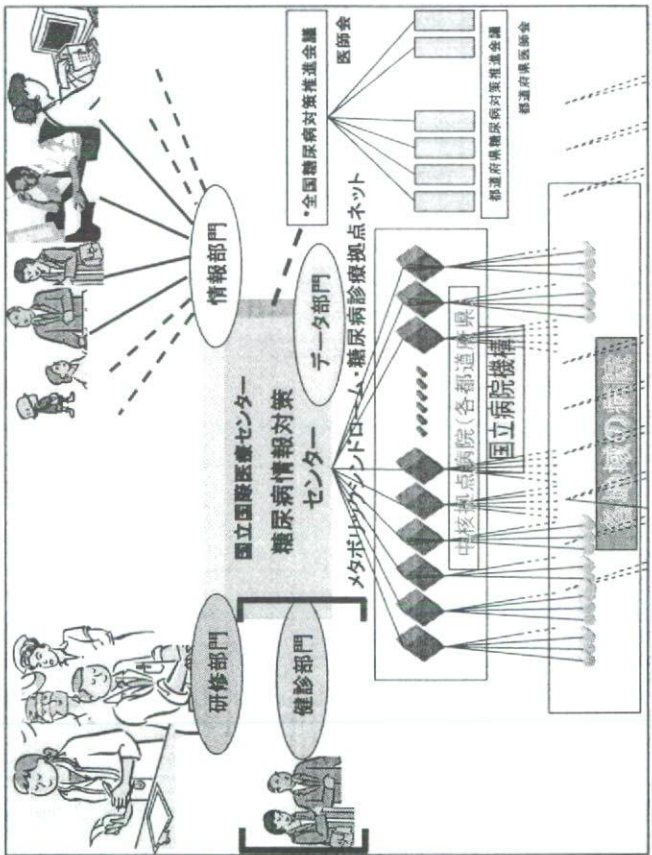 情報部門
研修部門
国立国際医療センター
糖尿病情報対策
センター
データ部門
健診部門
全国糖尿病対策推進会議
医師会
都道府県糖尿病対策推進会議
都道府県医師会
メタボリックシンドローム・糖尿病診療拠点ネット
中核拠点病院(各都道府県)
国立病院機構
各地域の病院